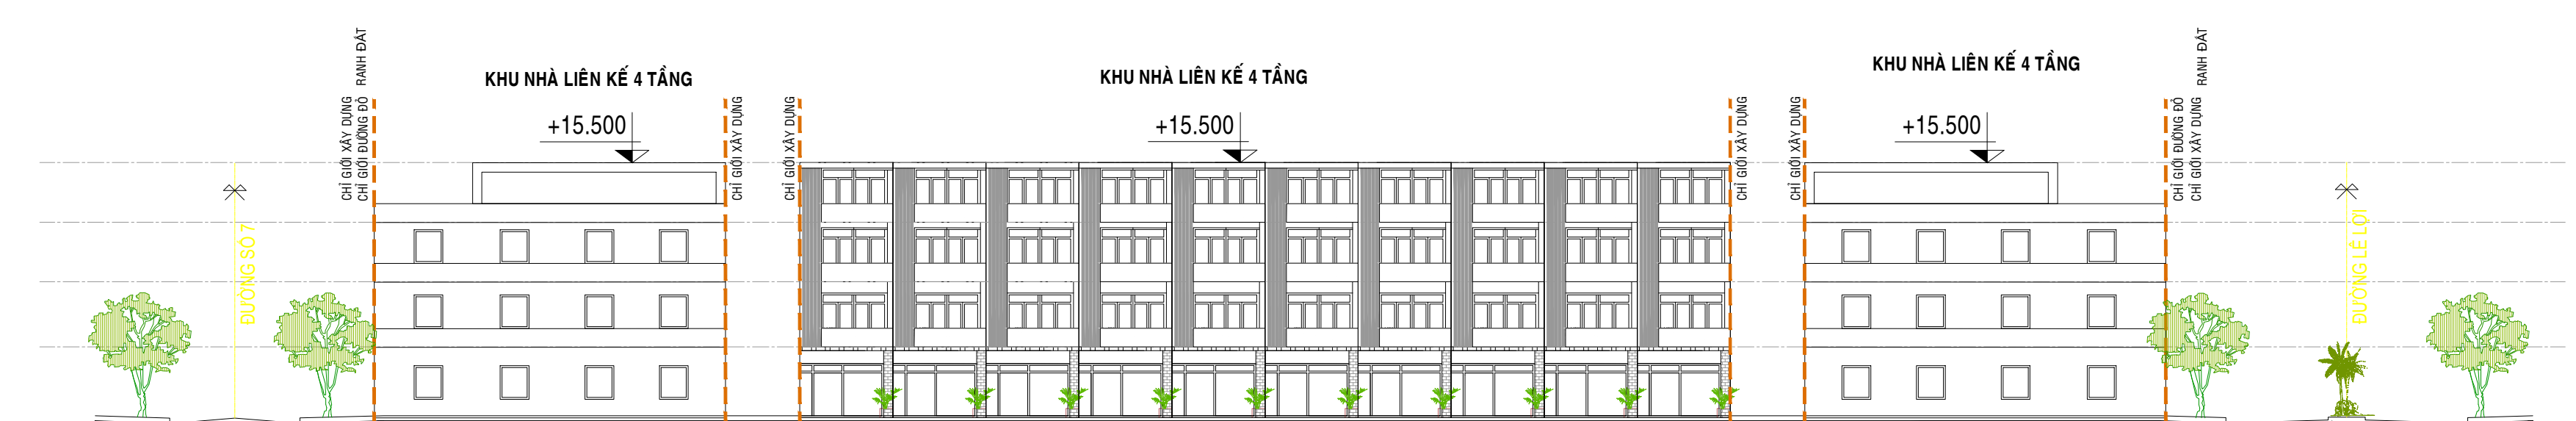 RANH ĐẤT
CHỈ GIỚI XÂY DỰNG
CHỈ GIỚI ĐƯỜNG ĐỎ
KHU NHÀ LIÊN KẾ 4 TẦNG
+15.500
CHỈ GIỚI XÂY DỰNG
CHỈ GIỚI XÂY DỰNG
KHU NHÀ LIÊN KẾ 4 TẦNG
+15.500
CHỈ GIỚI XÂY DỰNG
CHỈ GIỚI XÂY DỰNG
KHU NHÀ LIÊN KẾ 4 TẦNG
+15.500
RANH ĐẤT
CHỈ GIỚI ĐƯỜNG ĐỎ
CHỈ GIỚI XÂY DỰNG
ĐƯỜNG SỐ 7
ĐƯỜNG LÊ LỢI